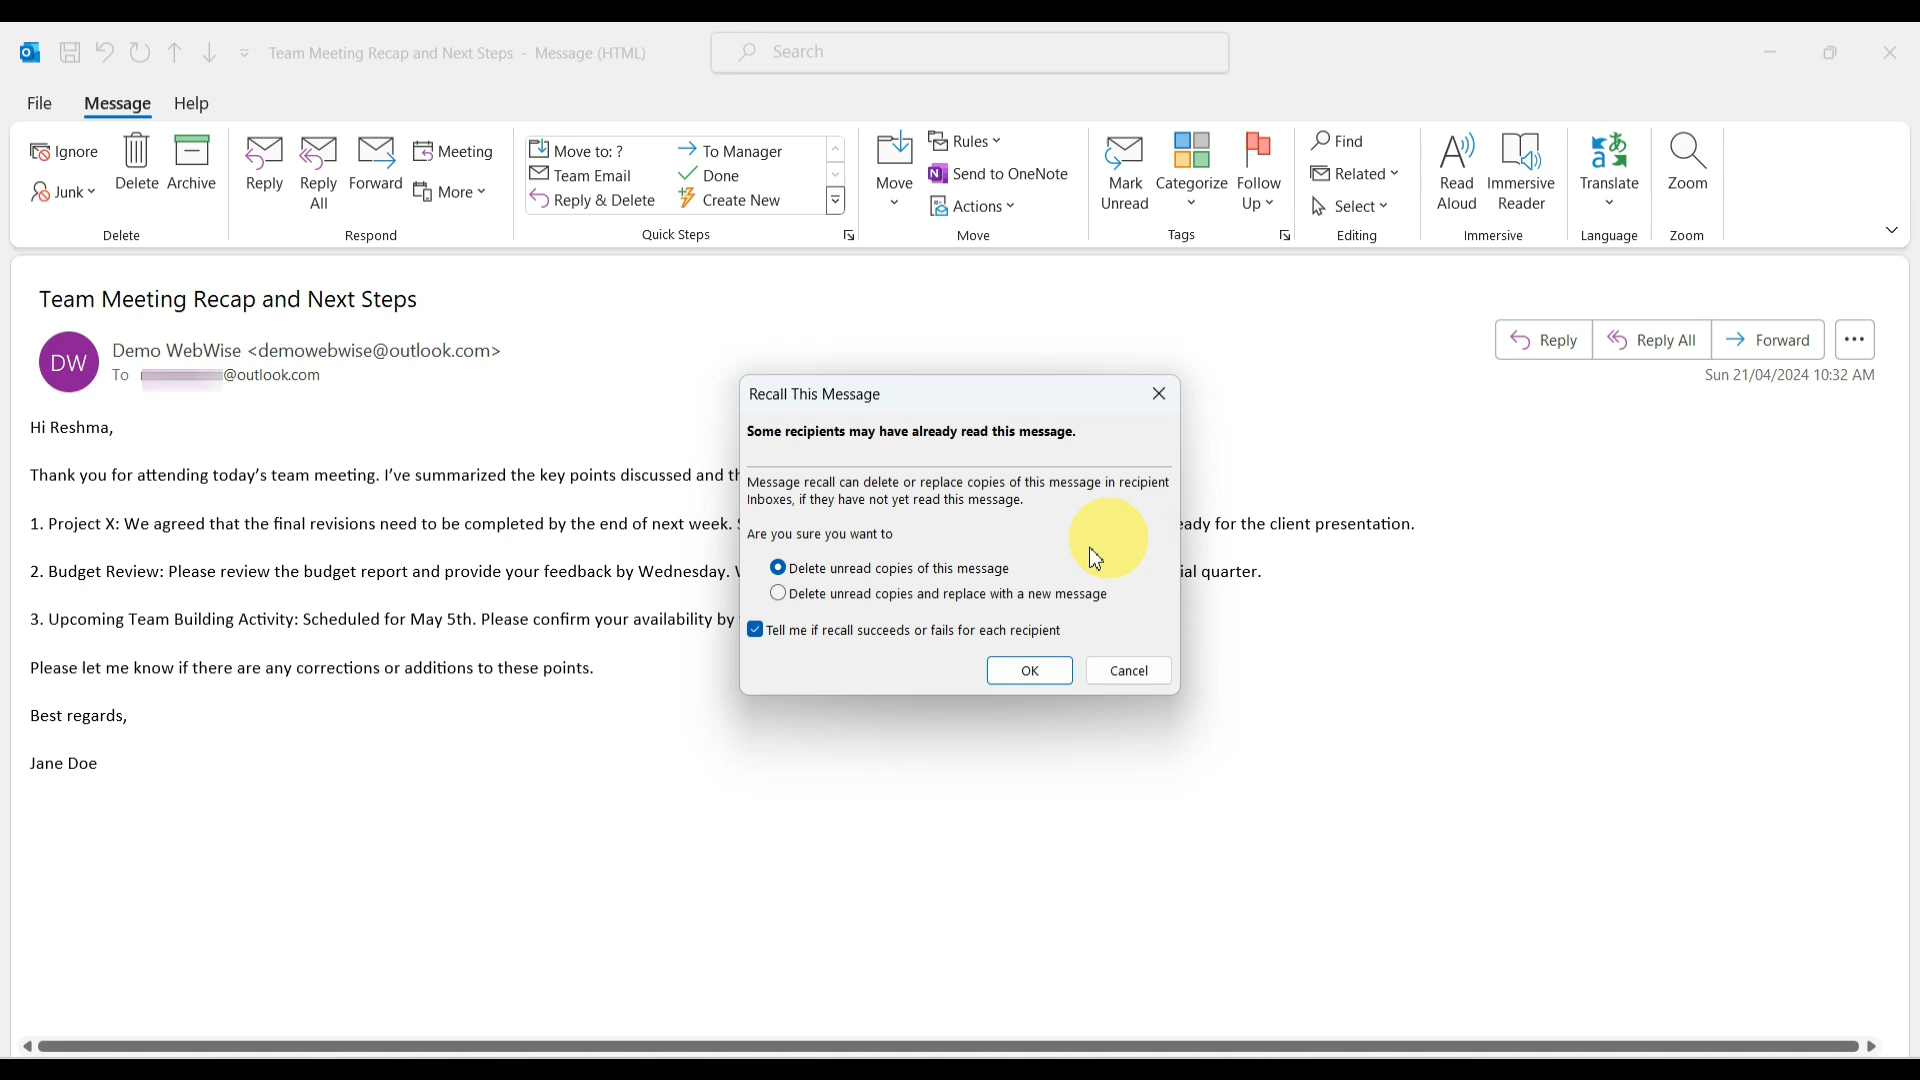 Team Meeting Recap and Next Steps - Message (HTML)
Search
File Message Help
Ignore
Junk
Delete
Archive
Delete
Reply
Reply All
Forward
Meeting
More
Respond
Move to: ?
To Manager
Team Email
Done
Reply & Delete
Create New
Quick Steps
Move
Rules
Send to OneNote
Actions
Move
Mark Unread
Categorize
Follow Up
Tags
Find
Related
Select
Editing
Read Aloud
Immersive Reader
Immersive
Translate
Language
Zoom
Zoom
Team Meeting Recap and Next Steps
DW
Demo WebWise <demowebwise@outlook.com>
To @outlook.com
Reply
Reply All
Forward
Sun 21/04/2024 10:32 AM
Hi Reshma,
Thank you for attending today's team meeting. I've summarized the key points discussed and
1. Project X: We agreed that the final revisions need to be completed by the end of next week. for the client presentation.
2. Budget Review: Please review the budget report and provide your feedback by Wednesday. quarter.
3. Upcoming Team Building Activity: Scheduled for May 5th. Please confirm your availability by
Please let me know if there are any corrections or additions to these points.
Best regards,
Jane Doe
Recall This Message
Some recipients may have already read this message.
Message recall can delete or replace copies of this message in recipient
Inboxes, if they have not yet read this message.
Are you sure you want to
Delete unread copies of this message
Delete unread copies and replace with a new message
Tell me if recall succeeds or fails for each recipient
OK
Cancel